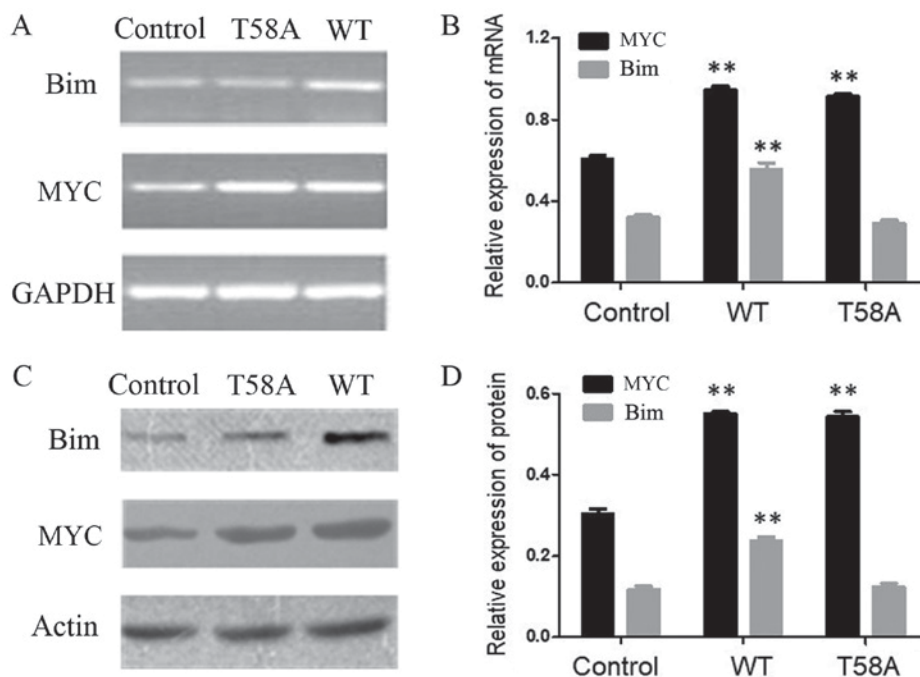 A
Control T58A WT
Bim
MYC
GAPDH
B
Relative expression of mRNA
1.2
0.8
0.4
0.0
MYC
Bim
**
**
**
Control WT T58A
C
Control T58A WT
Bim
MYC
Actin
D
Relative expression of protein
0.6
0.4
0.2
0.0
MYC
Bim
**
**
**
Control WT T58A